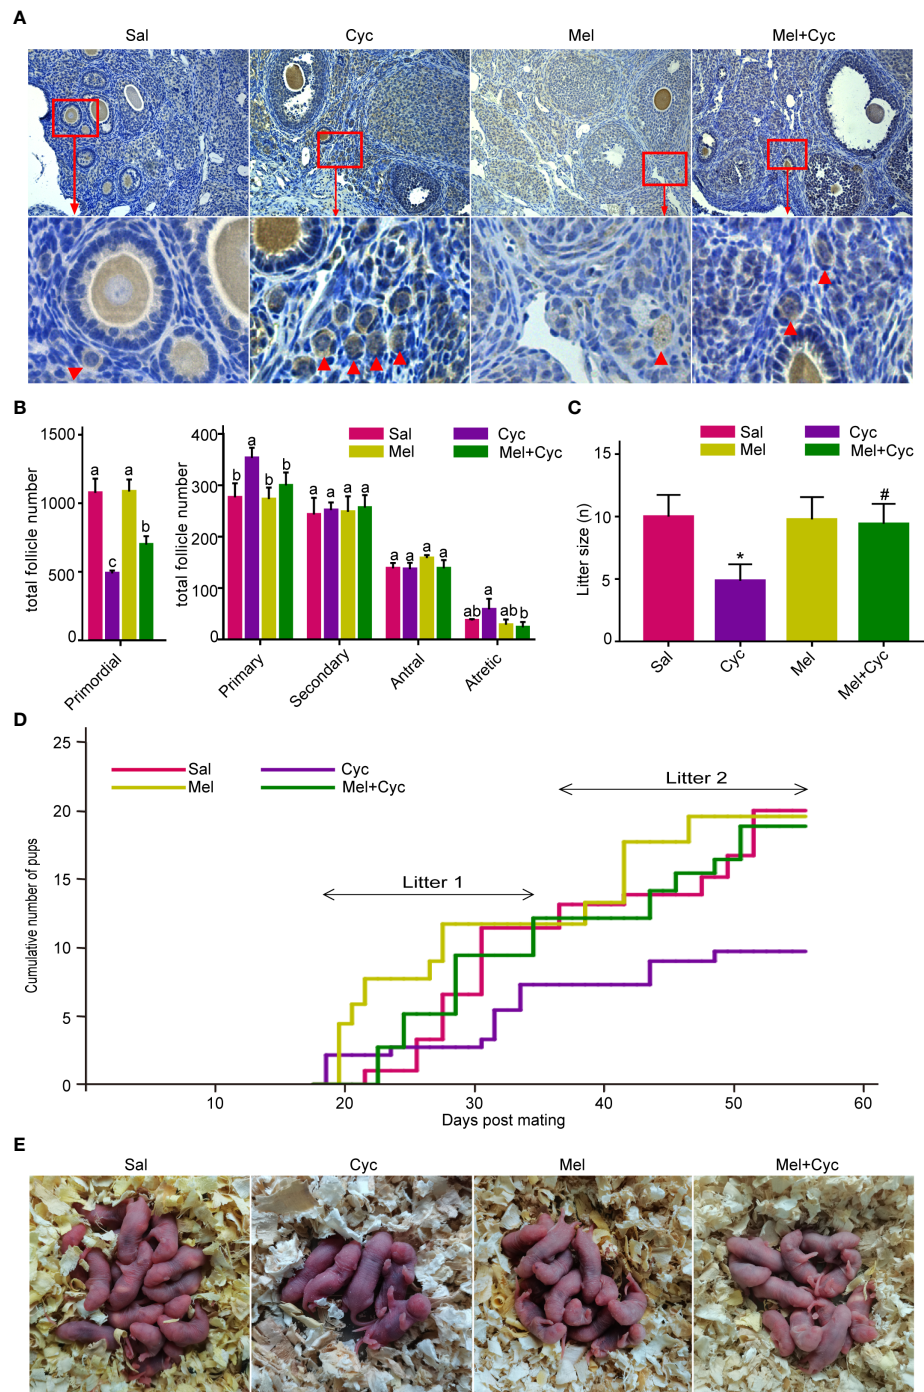 A
Sal Cyc Mel Mel+Cyc
B
total follicle number
1500
1000
500
0
a a
b
c
Primordial
total follicle number
400
300
200
100
0
Sal Cyc
Mel Mel+Cyc
b a b b
a a a a
a a a a
ab a ab b
Primary Secondary Antral Atretic
C
Litter size (n)
15
10
5
0
Sal Cyc
Mel Mel+Cyc
* #
Sal Cyc Mel Mel+Cyc
D
Cumulative number of pups
25
20
15
10
5
0
Sal Cyc
Mel Mel+Cyc
Litter 2
Litter 1
10 20 30 40 50 60
Days post mating
E
Sal Cyc Mel Mel+Cyc